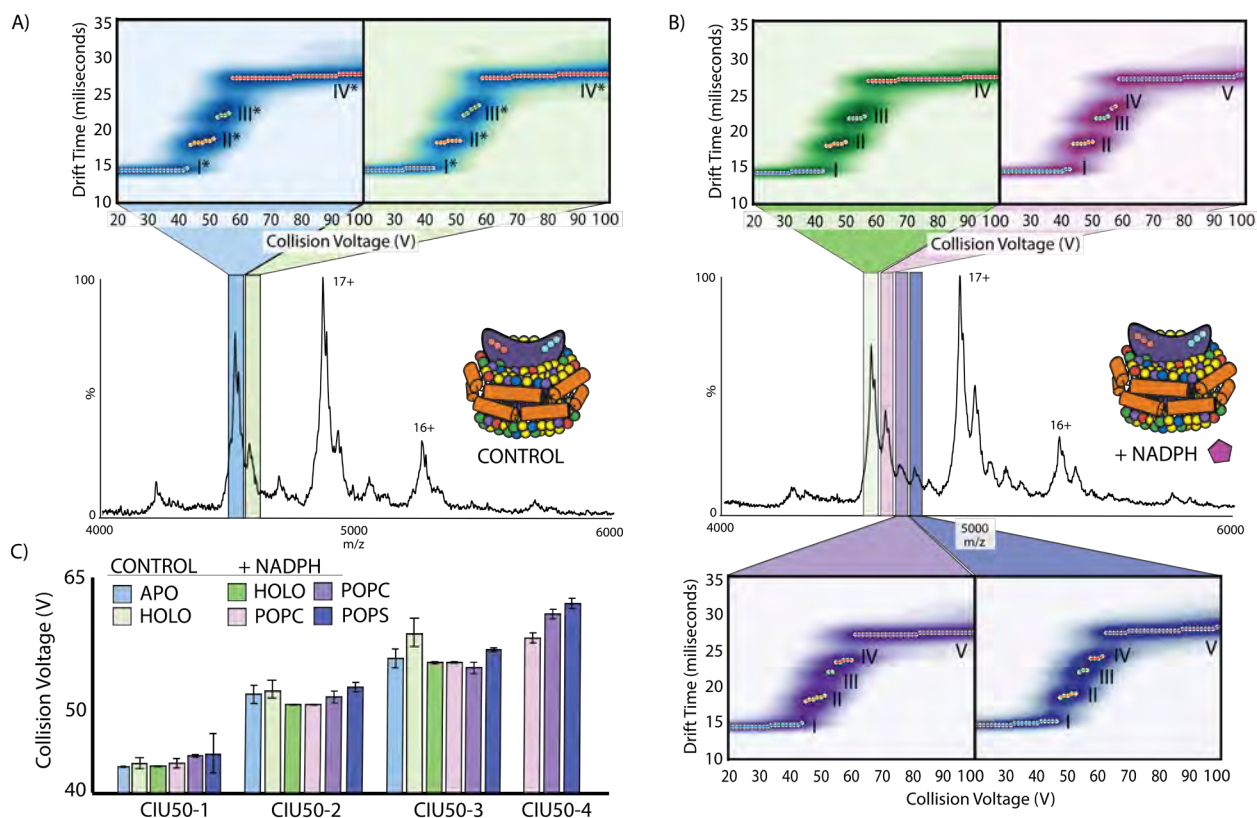 A)
35
30
25
20
15
10
Drift Time (miliseconds)
I*
II*
III*
IV*
I*
II*
III*
IV*
20 30 40 50 60 70 80 90 100 20 30 40 50 60 70 80 90 100
Collision Voltage (V)
100
%
0
17+
16+
CONTROL
4000 5000 6000
m/z
B)
35
30
25
20
15
10
Drift Time (miliseconds)
I
II
III
IV
I
II
III
IV
V
20 30 40 50 60 70 80 90 100 30 40 50 60 70 80 90 100
Collision Voltage (V)
100
%
0
17+
16+
+ NADPH
4000 5000 6000
m/z
35
30
25
20
15
10
Drift Time (miliseconds)
I
II
III
IV
V
I
II
III
IV
V
20 30 40 50 60 70 80 90 100 30 40 50 60 70 80 90 100
Collision Voltage (V)
C)
65
50
40
Collision Voltage (V)
CONTROL + NADPH
APO HOLO POPC
HOLO POPC POPS
CIU50-1 CIU50-2 CIU50-3 CIU50-4